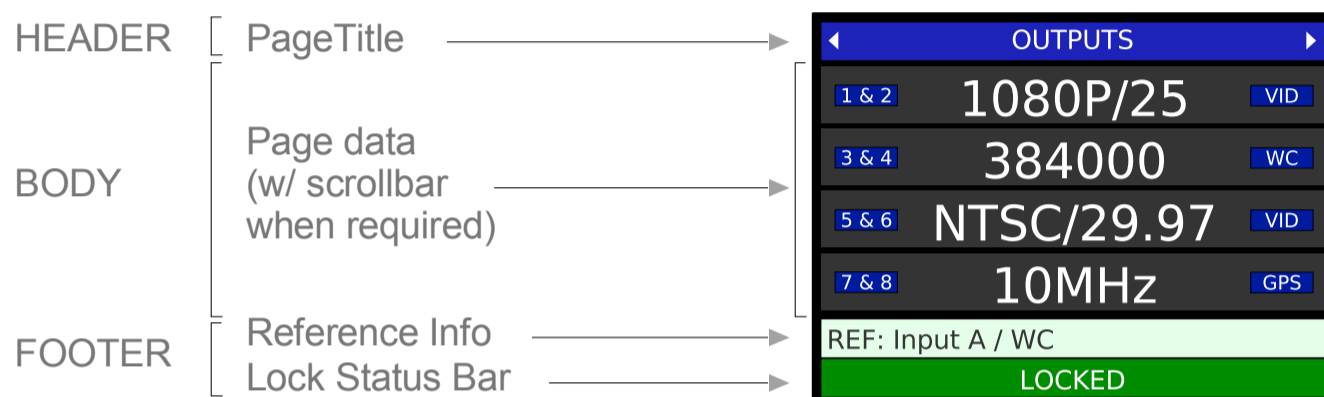 HEADER
PageTitle
BODY
Page data
(w/ scrollbar
when required)
FOOTER
Reference Info
Lock Status Bar
OUTPUTS
1 & 2 1080P/25 VID
3 & 4 384000 WC
5 & 6 NTSC/29.97 VID
7 & 8 10MHz GPS
REF: Input A / WC
LOCKED